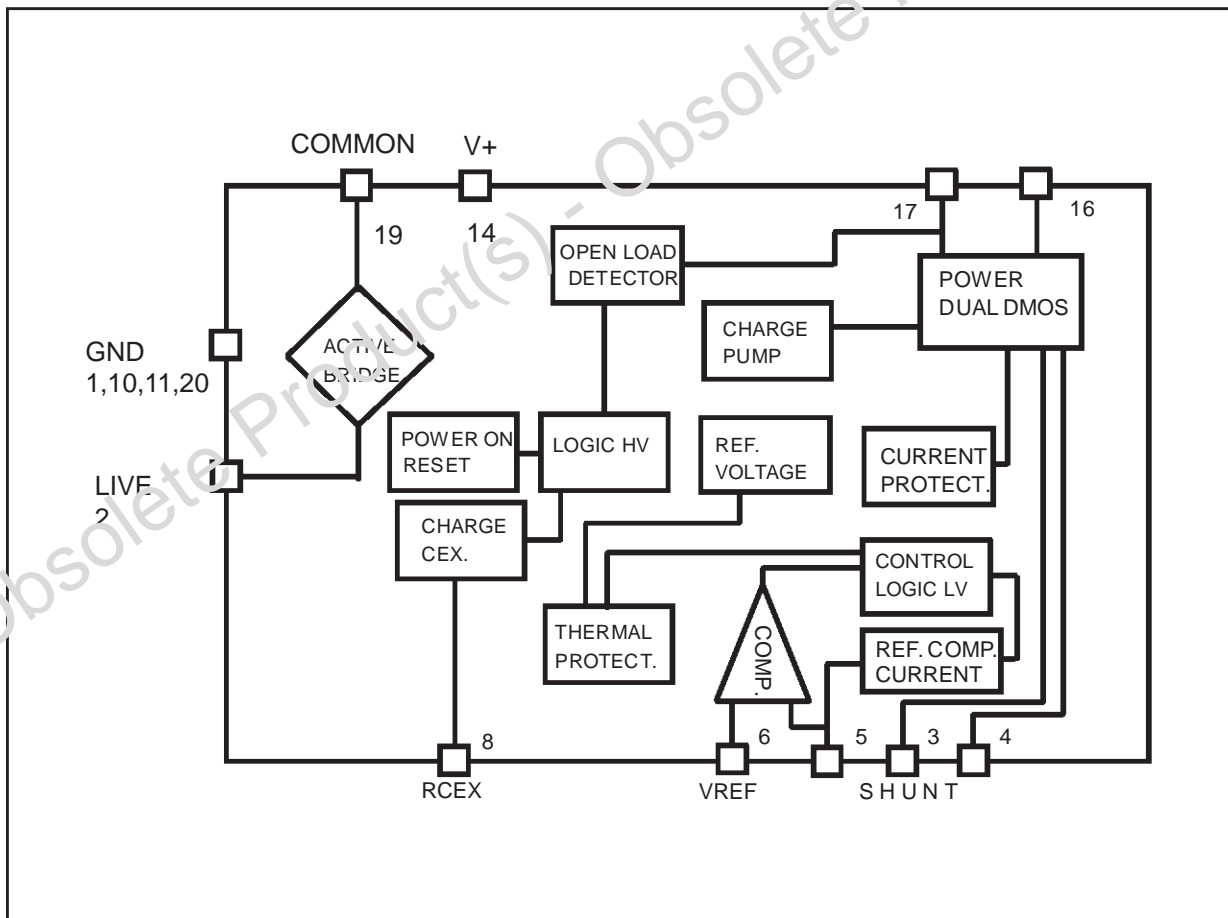 COMMON
V+
19
14
17
16
OPEN LOAD
DETECTOR
POWER
DUAL DMOS
CHARGE
PUMP
GND
1,10,11,20
ACTIVE
BRIDGE
POWER ON
RESET
LOGIC HV
REF.
VOLTAGE
CURRENT
PROTECT.
LIVE
2
CHARGE
CEX.
CONTROL
LOGIC LV
THERMAL
PROTECT.
COMP.
REF. COMP.
CURRENT
8
6
5
3
4
RCEX
VREF
SHUNT
Obsolete Product(s) - Obsolete